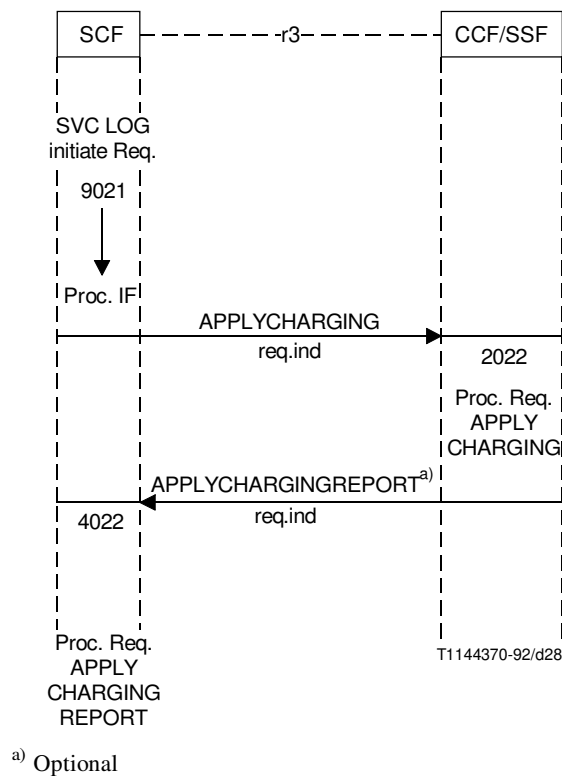 SCF
r3
CCF/SSF
SVC LOG
initiate Req.
9021
Proc. IF
APPLYCHARGING
req.ind
2022
Proc. Req.
APPLY
CHARGING
APPLYCHARGINGREPORT a)
req.ind
4022
Proc. Req.
APPLY
CHARGING
REPORT
T1144370-92/d28
a) Optional